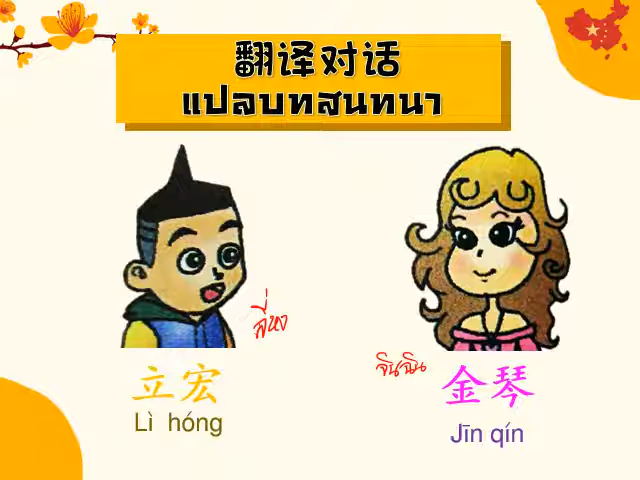 翻译对话
แปลบทสนทนา
ลี่หง
จินฉิน
立宏
金琴
Lì hóng
Jīn qín